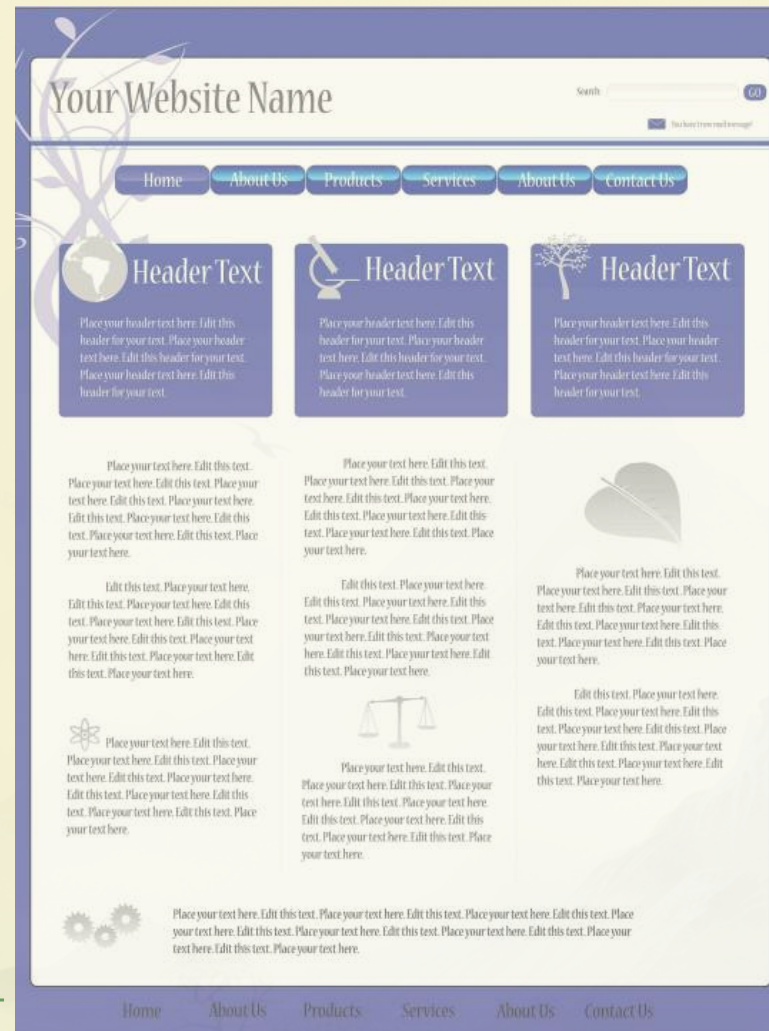 Your Website Name
Search:
GO
You have 1 new email message!
Home About Us Products Services About Us Contact Us
Header Text
Place your header text here. Edit this
header for your text. Place your header
text here. Edit this header for your text.
Place your header text here. Edit this
header for your text.
Header Text
Place your header text here. Edit this
header for your text. Place your header
text here. Edit this header for your text.
Place your header text here. Edit this
header for your text.
Header Text
Place your header text here. Edit this
header for your text. Place your header
text here. Edit this header for your text.
Place your header text here. Edit this
header for your text.
Place your text here. Edit this text.
Place your text here. Edit this text. Place your
text here. Edit this text. Place your text here.
Edit this text. Place your text here. Edit this
text. Place your text here. Edit this text. Place
your text here.
Edit this text. Place your text here.
Edit this text. Place your text here. Edit this
text. Place your text here. Edit this text. Place
your text here. Edit this text. Place your text
here. Edit this text. Place your text here. Edit
this text. Place your text here.
Place your text here. Edit this text.
Place your text here. Edit this text. Place your
text here. Edit this text. Place your text here.
Edit this text. Place your text here. Edit this
text. Place your text here. Edit this text. Place
your text here.
Place your text here. Edit this text.
Place your text here. Edit this text. Place your
text here. Edit this text. Place your text here.
Edit this text. Place your text here. Edit this
text. Place your text here. Edit this text. Place
your text here.
Edit this text. Place your text here.
Edit this text. Place your text here. Edit this
text. Place your text here. Edit this text. Place
your text here. Edit this text. Place your text
here. Edit this text. Place your text here. Edit
this text. Place your text here.
Place your text here. Edit this text.
Place your text here. Edit this text. Place your
text here. Edit this text. Place your text here.
Edit this text. Place your text here. Edit this
text. Place your text here. Edit this text. Place
your text here.
Place your text here. Edit this text.
Place your text here. Edit this text. Place your
text here. Edit this text. Place your text here.
Edit this text. Place your text here. Edit this
text. Place your text here. Edit this text. Place
your text here.
Edit this text. Place your text here.
Edit this text. Place your text here. Edit this
text. Place your text here. Edit this text. Place
your text here. Edit this text. Place your text
here. Edit this text. Place your text here. Edit
this text. Place your text here.
Place your text here. Edit this text. Place your text here. Edit this text. Place your text here. Edit this text. Place
your text here. Edit this text. Place your text here. Edit this text. Place your text here. Edit this text. Place your
text here. Edit this text. Place your text here.
Home About Us Products Services About Us Contact Us